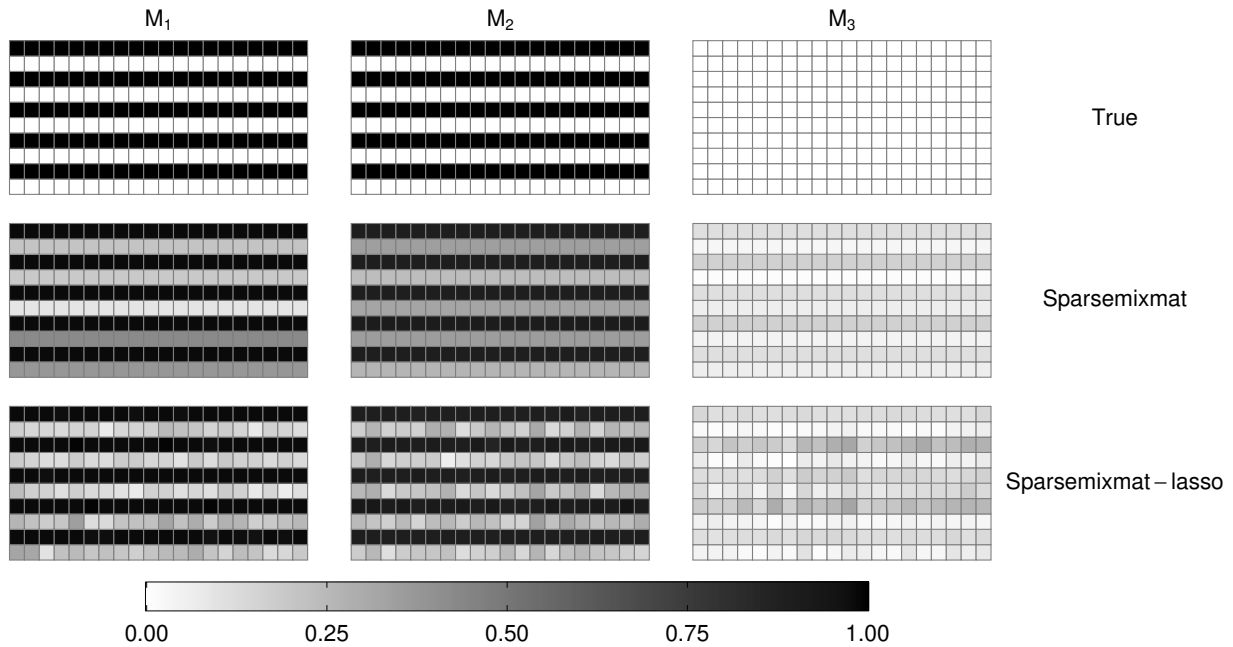 M₁ M₂ M₃
True
Sparsemixmat
Sparsemixmat – lasso
0.00 0.25 0.50 0.75 1.00